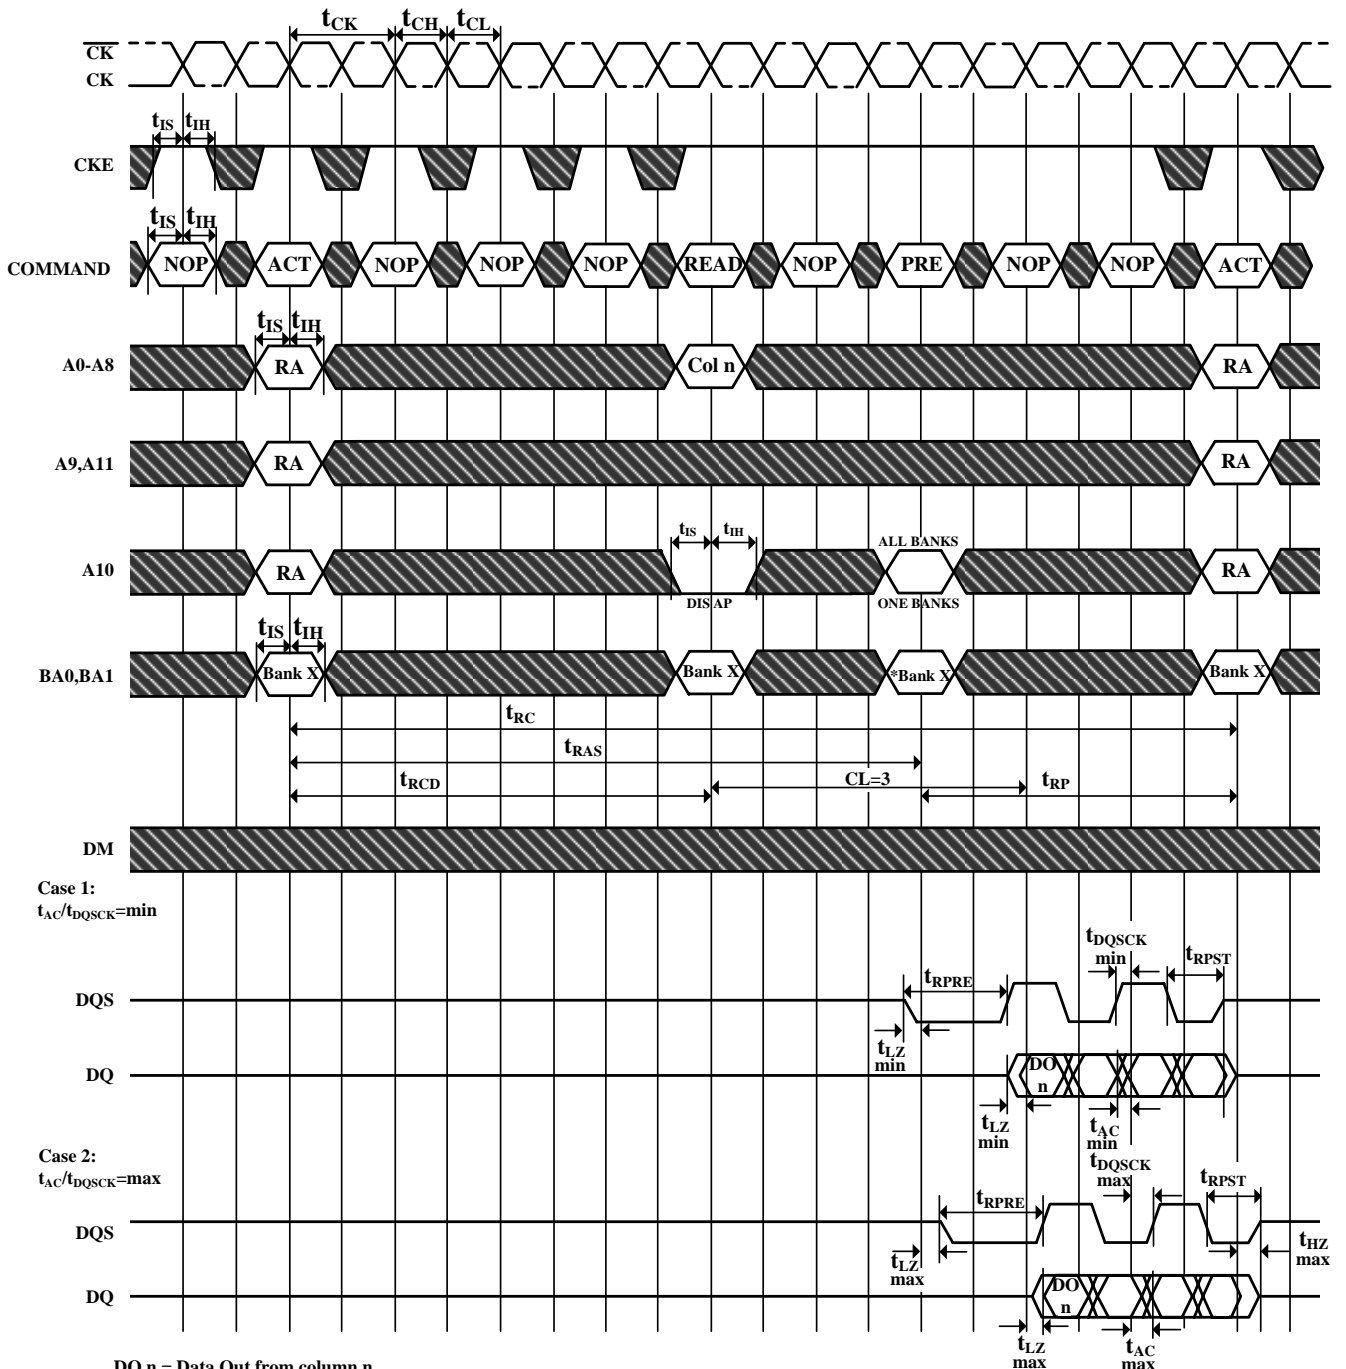 tCK tCH tCL
CK
CK
tIS tIH
CKE
tIS tIH
COMMAND NOP ACT NOP NOP NOP READ NOP PRE NOP NOP ACT
tIS tIH
A0-A8 RA Col n RA
A9,A11 RA RA
tIS tIH ALL BANKS
A10 RA RA
DIS AP ONE BANKS
tIS tIH
BA0,BA1 Bank X Bank X *Bank X Bank X
tRC
tRAS
tRCD CL=3 tRP
DM
Case 1:
tAC/tDQSCK=min
tDQSCK
min
tRPST
tRPRE
DQS
tLZ
min
DQ DO
n
tLZ
min
tAC
min
Case 2:
tAC/tDQSCK=max
tDQSCK
max
tRPST
tRPRE
DQS
tHZ
max
tLZ
max
DQ DO
n
tLZ
max
tAC
max
DO n = Data Out from column n